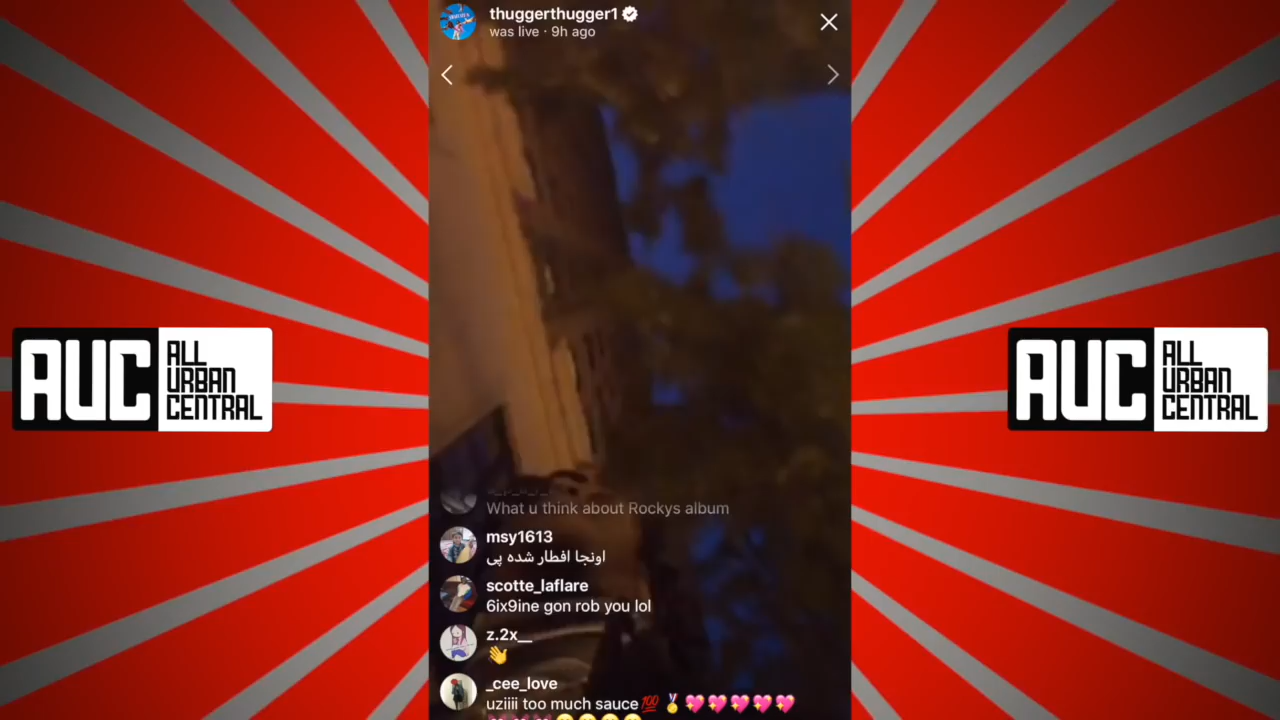 thuggerthugger1
was live · 9h ago
AUC ALL
URBAN
CENTRAL
What u think about Rockys album
msy1613
اونجا افطار شده پی
scotte_laflare
6ix9ine gon rob you lol
z.2x__
👋
_cee_love
uziiii too much sauce💯🏅💖💖💖💖💖
AUC ALL
URBAN
CENTRAL